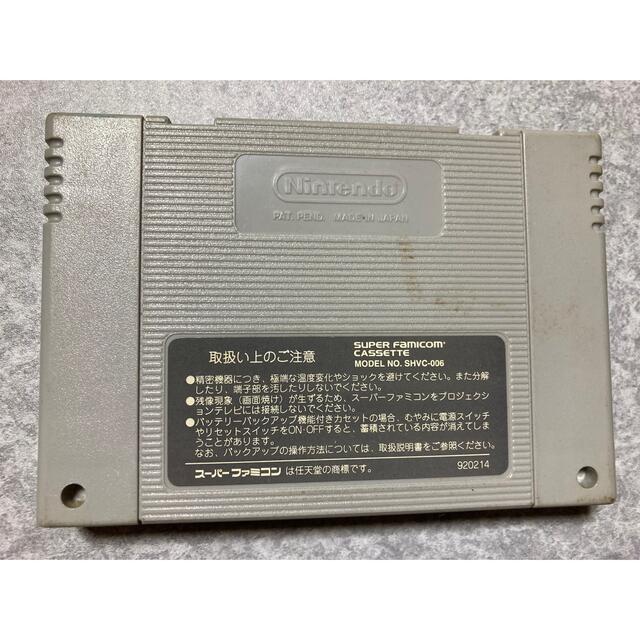 Nintendo
PAT. PEND. MADE IN JAPAN
取扱い上のご注意
SUPER FAMICOM
CASSETTE
MODEL NO. SHVC-006
●精密機器につき、極端な温度変化やショックを避けてください。また分解
したり、端子部を汚したりしないでください。
●残像現象（画面焼け）が生ずるため、スーパーファミコンをプロジェクシ
ョンテレビには接続しないでください。
●バッテリーバックアップ機能付きカセットの場合、むやみに電源スイッチ
やリセットスイッチをON-OFFすると、蓄積されている内容が消えてしま
うことがあります。
なお、バックアップの操作方法については、取扱説明書をご参照ください。
スーパーファミコン は任天堂の商標です。
920214